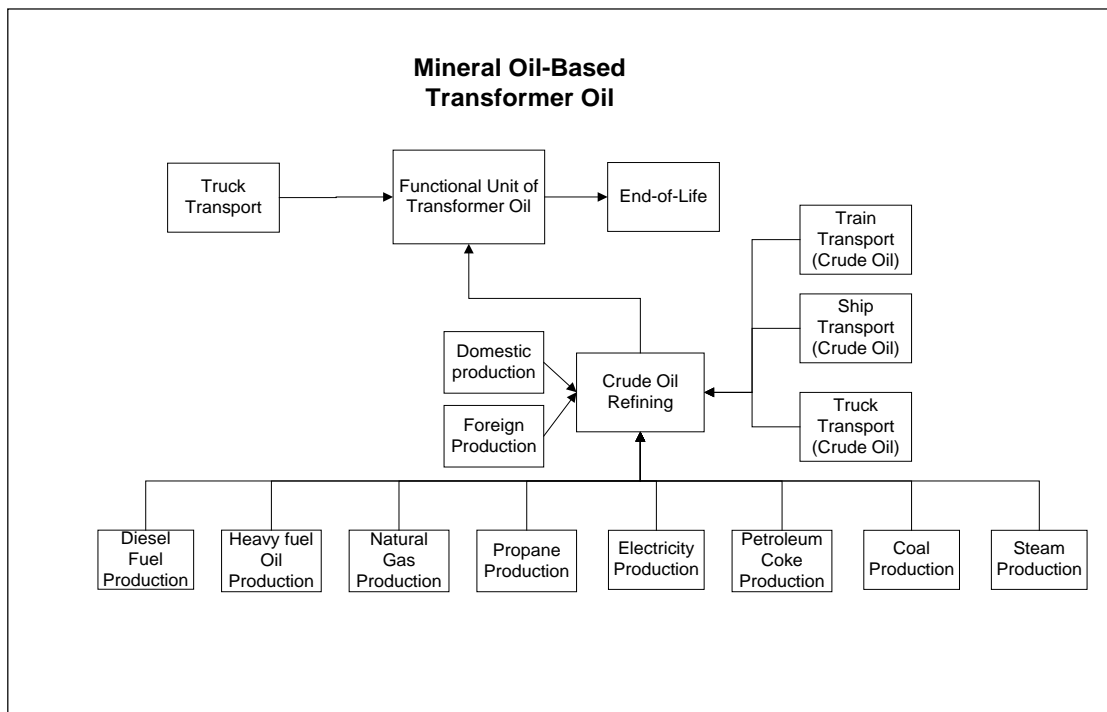 Mineral Oil-Based
Transformer Oil
Truck
Transport
Functional Unit of
Transformer Oil
End-of-Life
Train
Transport
(Crude Oil)
Ship
Transport
(Crude Oil)
Truck
Transport
(Crude Oil)
Domestic
production
Foreign
Production
Crude Oil
Refining
Diesel
Fuel
Production
Heavy fuel
Oil
Production
Natural
Gas
Production
Propane
Production
Electricity
Production
Petroleum
Coke
Production
Coal
Production
Steam
Production